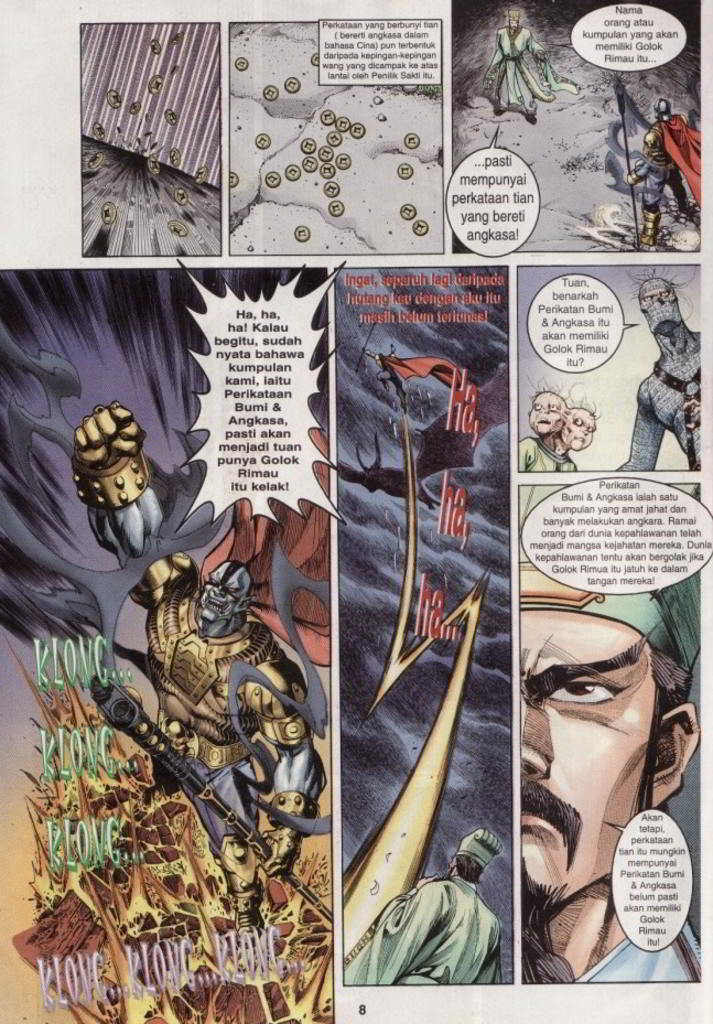 Perkataan yang berbunyi tian
( bererti angkasa dalam
bahasa Cina) pun terbentuk
daripada kepingan-kepingan
wang yang dicampak ke atas
lantai oleh Penilik Sakti itu.
Nama
orang atau
kumpulan yang akan
memiliki Golok
Rimau itu...
...pasti
mempunyai
perkataan tian
yang bereti
angkasa!
Ha, ha,
ha! Kalau
begitu, sudah
nyata bahawa
kumpulan
kami, iaitu
Perikataan
Bumi &
Angkasa,
pasti akan
menjadi tuan
punya Golok
Rimau
itu kelak!
KLONG...
KLONG...
KLONG...
KLONG...KLONG...KLONG...
Ingat, separuh lagi daripada
hutang kau dengan aku itu
masih belum terlunas!
Ha,
ha,
ha...
Tuan,
benarkah
Perikatan Bumi
& Angkasa itu
akan memiliki
Golok Rimau
itu?
Perikatan
Bumi & Angkasa ialah satu
kumpulan yang amat jahat dan
banyak melakukan angkara. Ramai
orang dari dunia kepahlawanan telah
menjadi mangsa kejahatan mereka. Dunia
kepahlawanan tentu akan bergolak jika
Golok Rimua itu jatuh ke dalam
tangan mereka!
Akan
tetapi,
perkataan
tian itu mungkin
mempunyai
Perikatan Bumi
& Angkasa
belum pasti
akan memiliki
Golok
Rimau
itu!
8